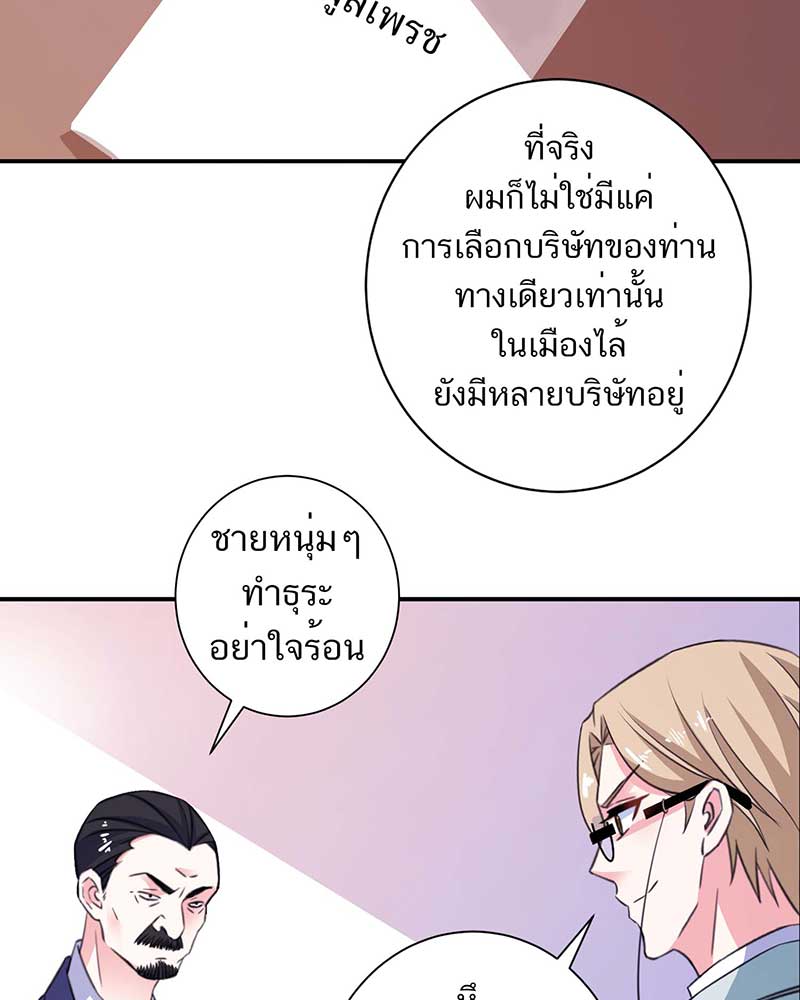 ที่จริง
ผมก็ไม่ใช่มีแค่
การเลือกบริษัทของท่าน
ทางเดียวเท่านั้น
ในเมืองไล้
ยังมีหลายบริษัทอยู่
ชายหนุ่มๆ
ทำธุระ
อย่าใจร้อน